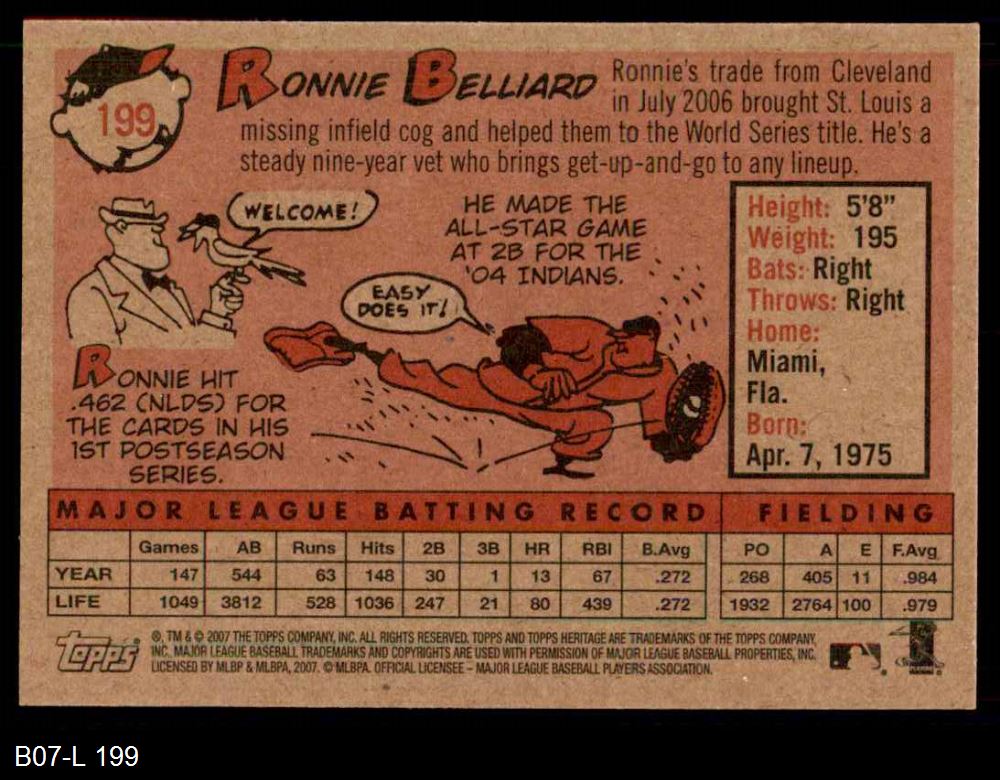 199
RONNIE BELLIARD
Ronnie's trade from Cleveland
in July 2006 brought St. Louis a
missing infield cog and helped them to the World Series title. He's a
steady nine-year vet who brings get-up-and-go to any lineup.
WELCOME!
HE MADE THE
ALL-STAR GAME
AT 2B FOR THE
'04 INDIANS.
EASY
DOES IT!
RONNIE HIT
.462 (NLDS) FOR
THE CARDS IN HIS
1ST POSTSEASON
SERIES.
Height: 5'8"
Weight: 195
Bats: Right
Throws: Right
Home:
Miami,
Fla.
Born:
Apr. 7, 1975
MAJOR LEAGUE BATTING RECORD FIELDING
Games AB Runs Hits 2B 3B HR RBI B.Avg PO A E F.Avg
YEAR 147 544 63 148 30 1 13 67 .272 268 405 11 .984
LIFE 1049 3812 528 1036 247 21 80 439 .272 1932 2764 100 .979
Topps
®, TM & © 2007 THE TOPPS COMPANY, INC. ALL RIGHTS RESERVED. TOPPS AND TOPPS HERITAGE ARE TRADEMARKS OF THE TOPPS COMPANY,
INC. MAJOR LEAGUE BASEBALL TRADEMARKS AND COPYRIGHTS ARE USED WITH PERMISSION OF MAJOR LEAGUE BASEBALL PROPERTIES, INC.
LICENSED BY MLBP & MLBPA, 2007. © MLBPA. OFFICIAL LICENSEE – MAJOR LEAGUE BASEBALL PLAYERS ASSOCIATION.
B07-L 199